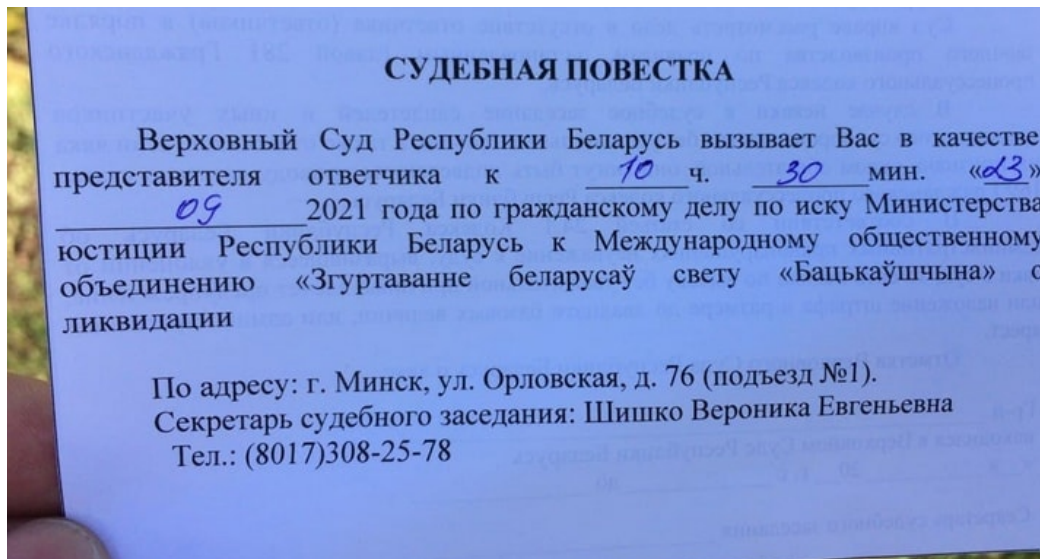 СУДЕБНАЯ ПОВЕСТКА
Верховный Суд Республики Беларусь вызывает Вас в качестве
представителя ответчика к 10 ч. 30 мин. «23»
09 2021 года по гражданскому делу по иску Министерства
юстиции Республики Беларусь к Международному общественному
объединению «Згуртаванне беларусаў свету «Бацькаўшчына» о
ликвидации
По адресу: г. Минск, ул. Орловская, д. 76 (подъезд №1).
Секретарь судебного заседания: Шишко Вероника Евгеньевна
Тел.: (8017)308-25-78